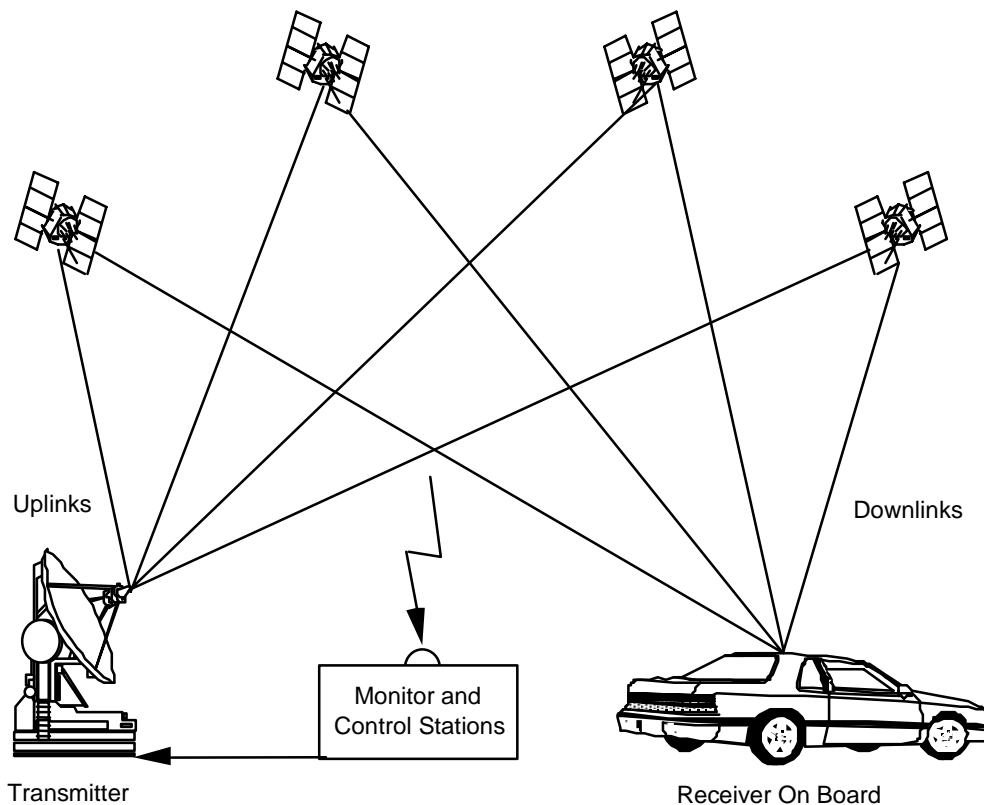 Uplinks
Downlinks
Monitor and
Control Stations
Transmitter
Receiver On Board